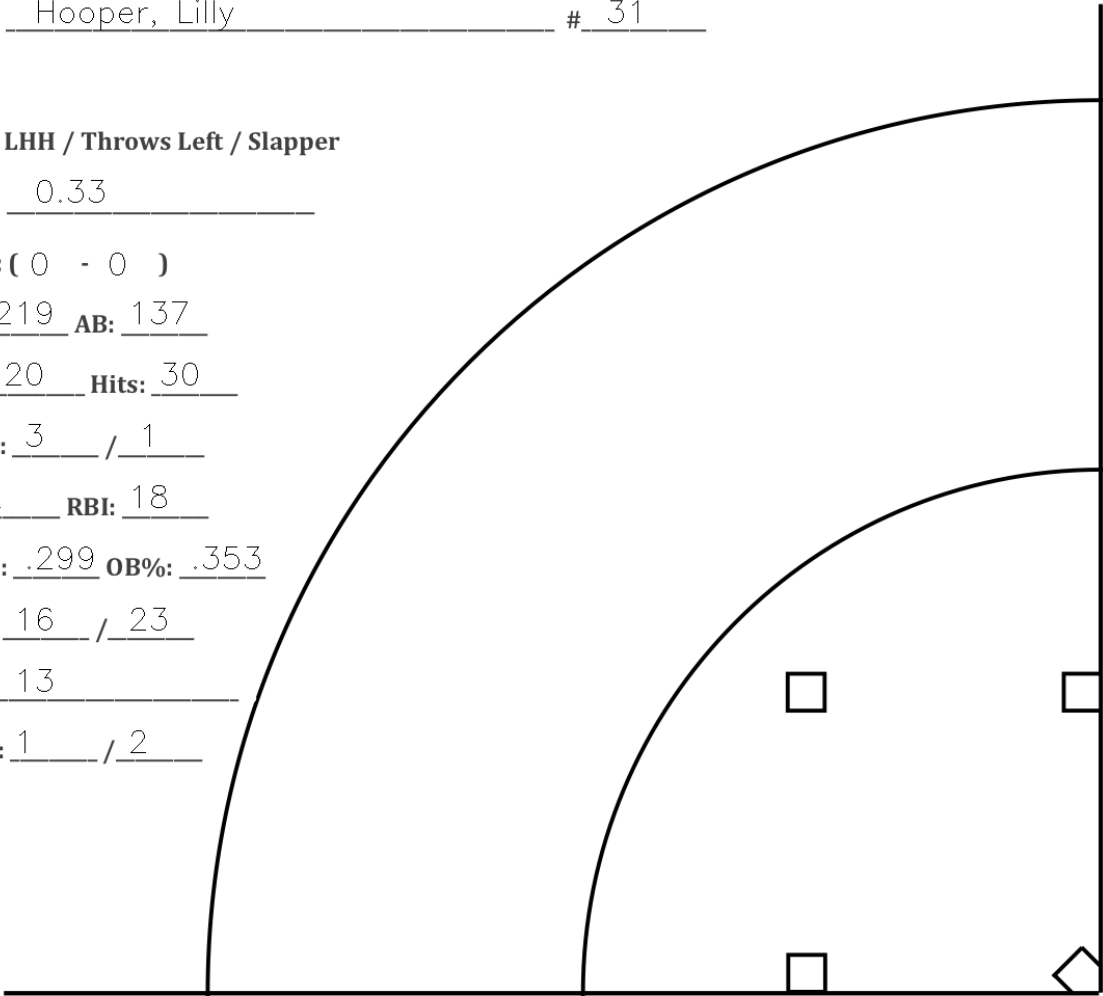 Hooper, Lilly # 31
LHH / Throws Left / Slapper
0.33
: ( 0 - 0 )
219 AB: 137
20 Hits: 30
: 3 / 1
RBI: 18
: .299 OB%: .353
16 / 23
13
: 1 / 2